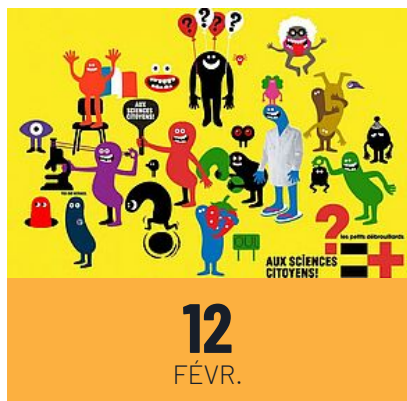 ? ? ? ?
AUX
SCIENCES
CITOYENS!
OUI
?
les petits débrouillards
AUX SCIENCES
CITOYENS!
12
FÉVR.